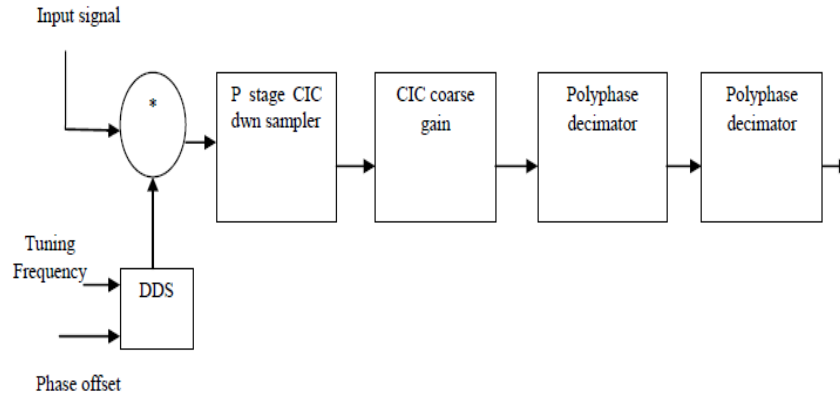 Input signal
*
P stage CIC
dwn sampler
CIC coarse
gain
Polyphase
decimator
Polyphase
decimator
Tuning
Frequency
DDS
Phase offset